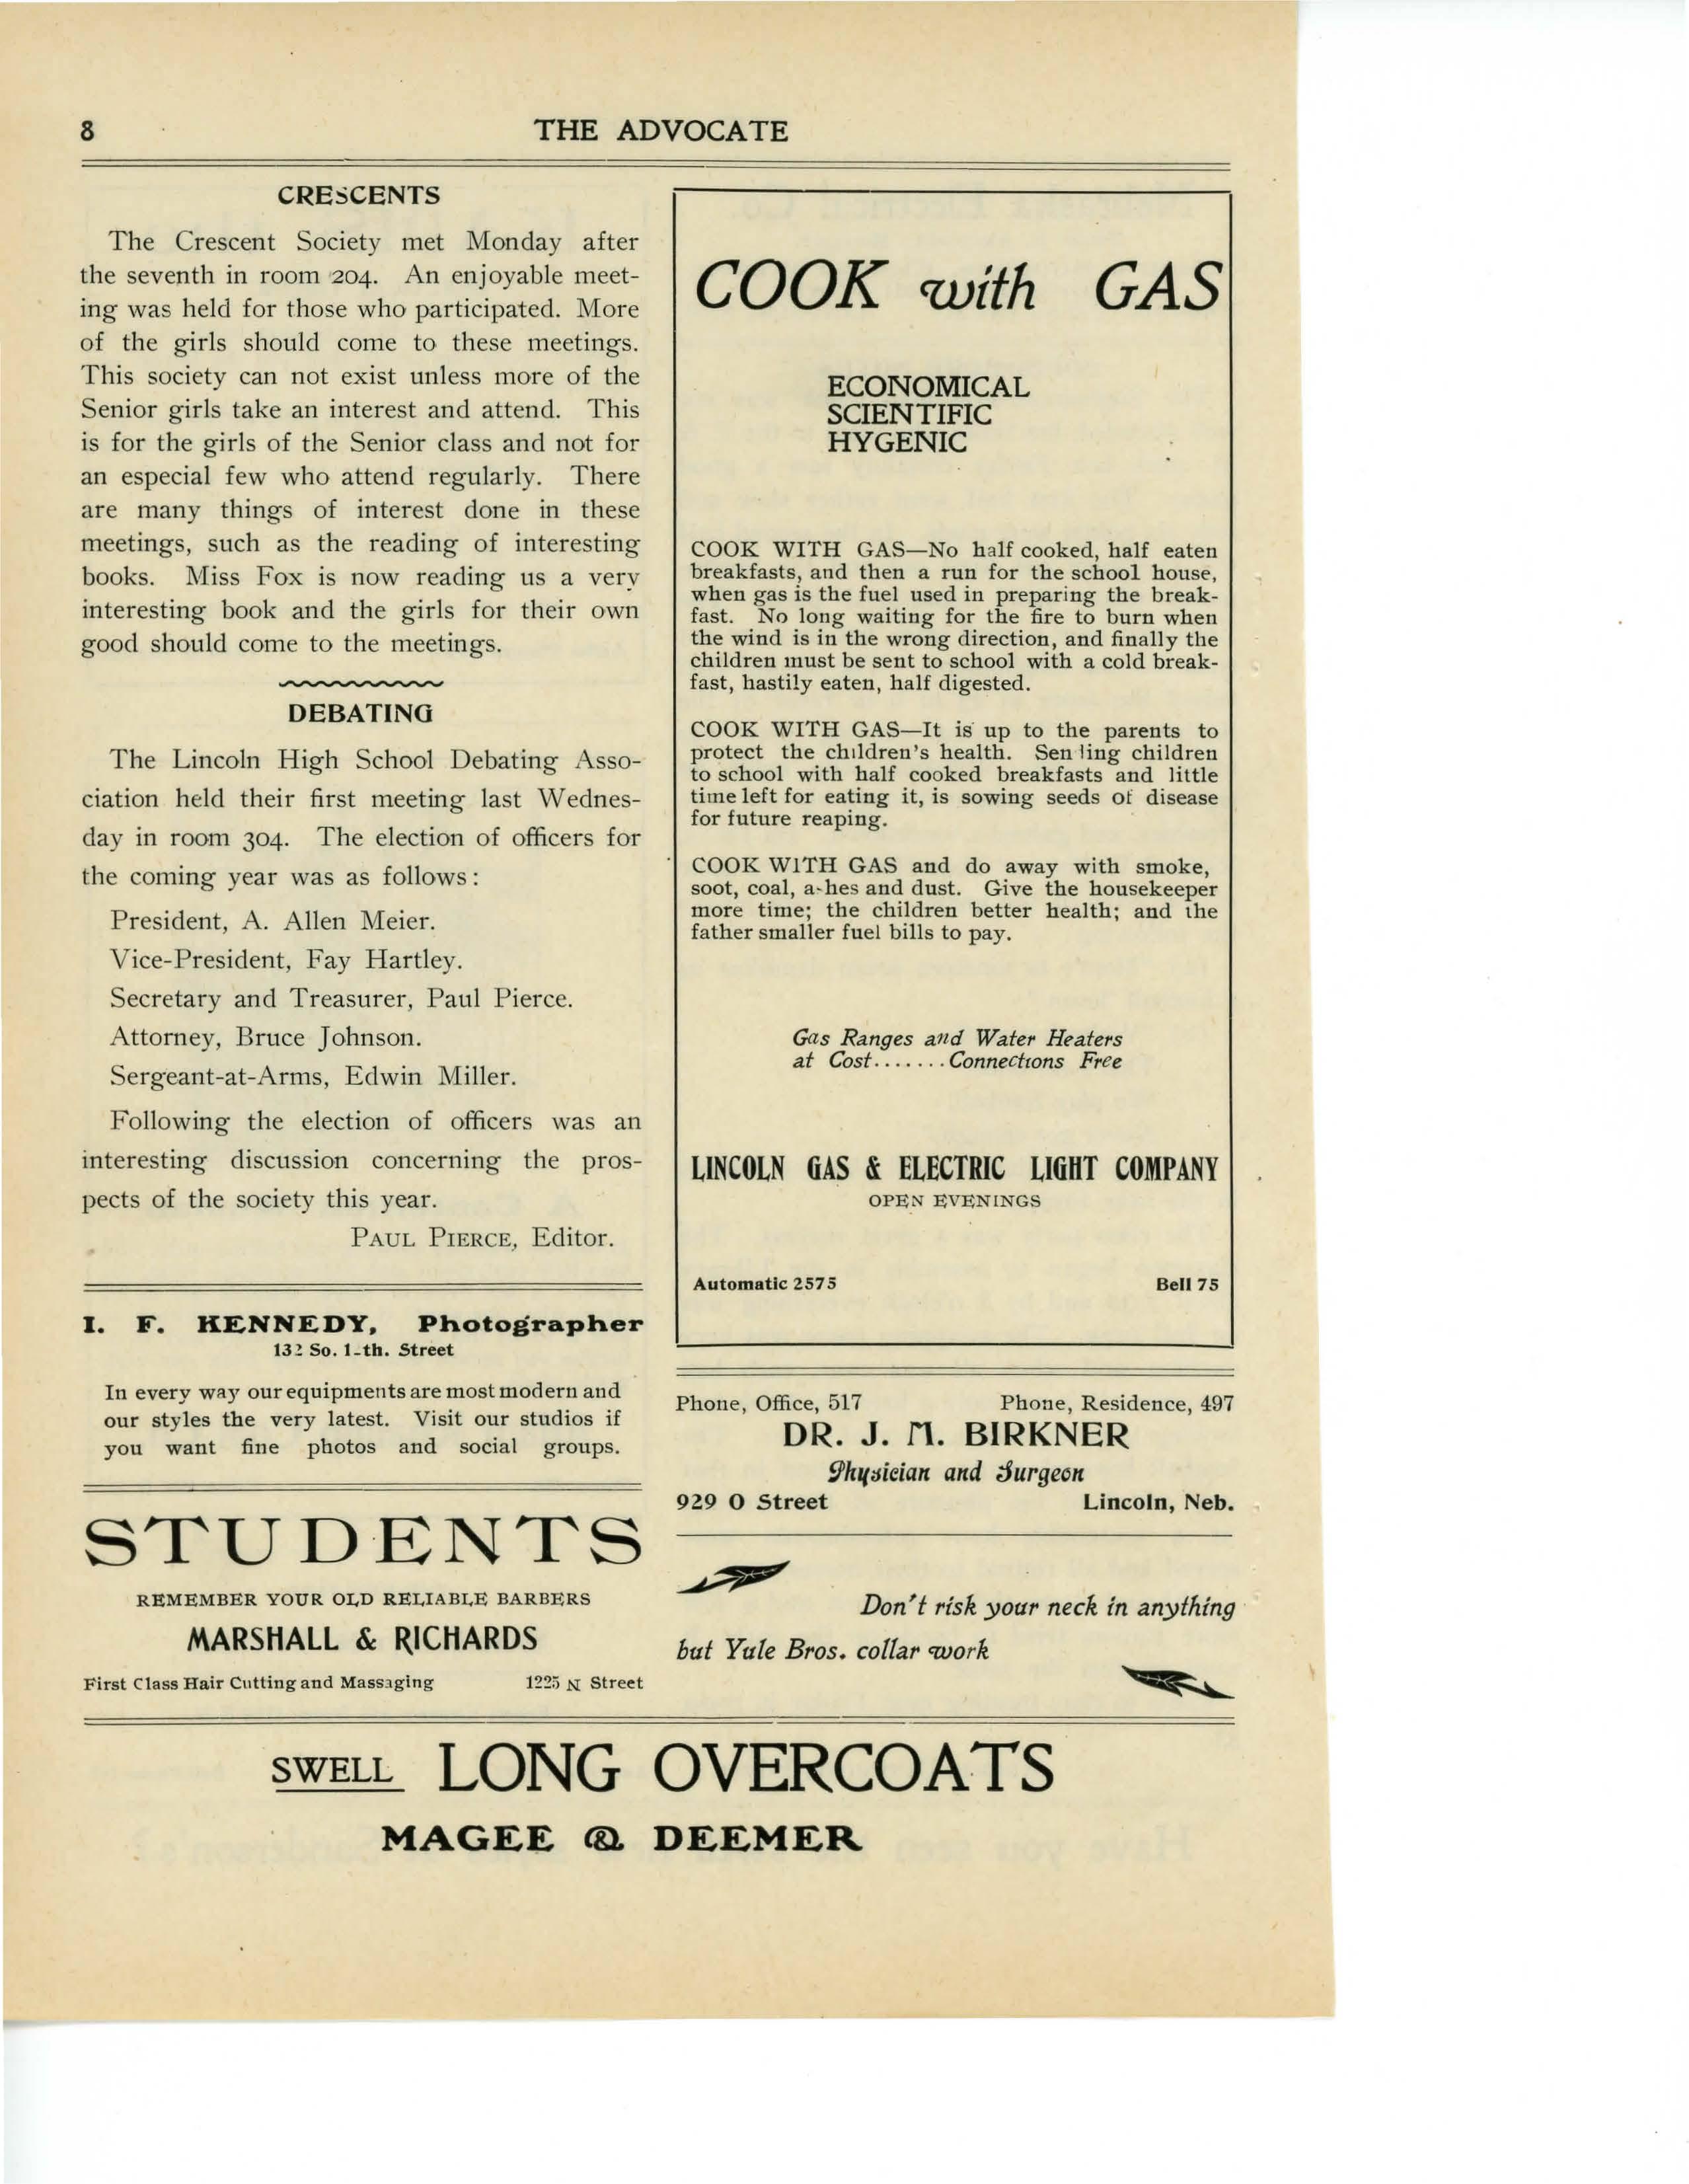 8
THE ADVOCATE
CRESCENTS
The Crescent Society met Monday after
the seventh in room 204. An enjoyable meet-
ing was held for those who participated. More
of the girls should come to these meetings.
This society can not exist unless more of the
Senior girls take an interest and attend. This
is for the girls of the Senior class and not for
an especial few who attend regularly. There
are many things of interest done in these
meetings, such as the reading of interesting
books. Miss Fox is now reading us a very
interesting book and the girls for their own
good should come to the meetings.
DEBATING
The Lincoln High School Debating Asso-
ciation held their first meeting last Wednes-
day in room 304. The election of officers for
the coming year was as follows:
President, A. Allen Meier.
Vice-President, Fay Hartley.
Secretary and Treasurer, Paul Pierce.
Attorney, Bruce Johnson.
Sergeant-at-Arms, Edwin Miller.
Following the election of officers was an
interesting discussion concerning the pros-
pects of the society this year.
PAUL PIERCE, Editor.
I. F. KENNEDY, Photographer
132 So. th. Street
In every way our equipments are most modern and
our styles the very latest. Visit our studios if
you want fine photos and social groups.
STUDENTS
REMEMBER YOUR OLD RELIABLE BARBERS
MARSHALL & RICHARDS
First Class Hair Cutting and Massaging 1225 N Street
COOK with GAS
ECONOMICAL
SCIENTIFIC
HYGENIC
COOK WITH GAS—No half cooked, half eaten
breakfasts, and then a run for the school house,
when gas is the fuel used in preparing the break-
fast. No long waiting for the fire to burn when
the wind is in the wrong direction, and finally the
children must be sent to school with a cold break-
fast, hastily eaten, half digested.
COOK WITH GAS—It is up to the parents to
protect the children's health. Sending children
to school with half cooked breakfasts and little
time left for eating it, is sowing seeds of disease
for future reaping.
COOK WITH GAS and do away with smoke,
soot, coal, ashes and dust. Give the housekeeper
more time; the children better health; and the
father smaller fuel bills to pay.
Gas Ranges and Water Heaters
at Cost.......Connections Free
LINCOLN GAS & ELECTRIC LIGHT COMPANY
OPEN EVENINGS
Automatic 2575 Bell 75
Phone, Office, 517 Phone, Residence, 497
DR. J. M. BIRKNER
Physician and Surgeon
929 O Street Lincoln, Neb.
Don't risk your neck in anything
but Yule Bros. collar work
SWELL LONG OVERCOATS
MAGEE & DEEMER